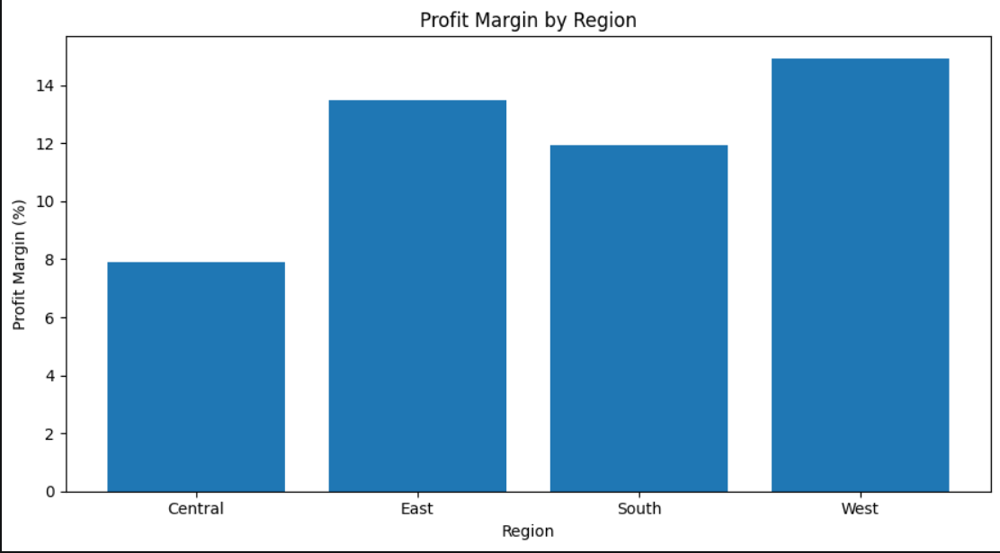 Profit Margin by Region
Profit Margin (%)
14
12
10
8
6
4
2
0
Central East South West
Region